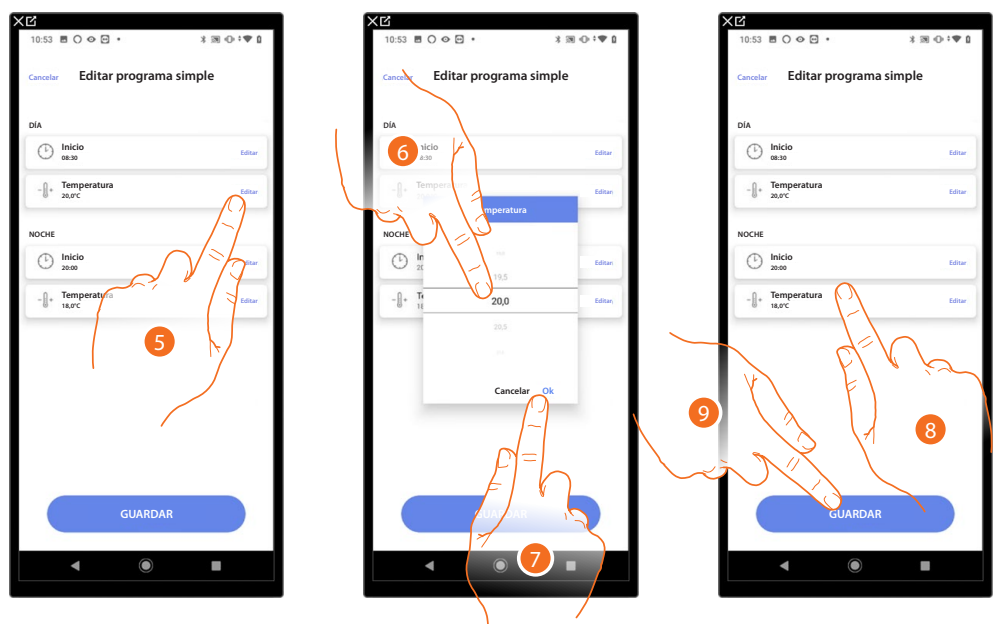 10:53
Cancelar Editar programa simple
DÍA
Inicio
08:30
Editar
Temperatura
20,0°C
Editar
NOCHE
Inicio
20:00
Editar
Temperatura
18,0°C
Editar
5
GUARDAR
10:53
Cancelar Editar programa simple
DÍA
6
Editar
Editar
NOCHE
19,5
Editar
20,0
Editar
20,5
Cancelar Ok
GUARDAR
7
10:53
Cancelar Editar programa simple
DÍA
Inicio
08:30
Editar
Temperatura
20,0°C
Editar
NOCHE
Inicio
20:00
Editar
Temperatura
18,0°C
Editar
9
8
GUARDAR